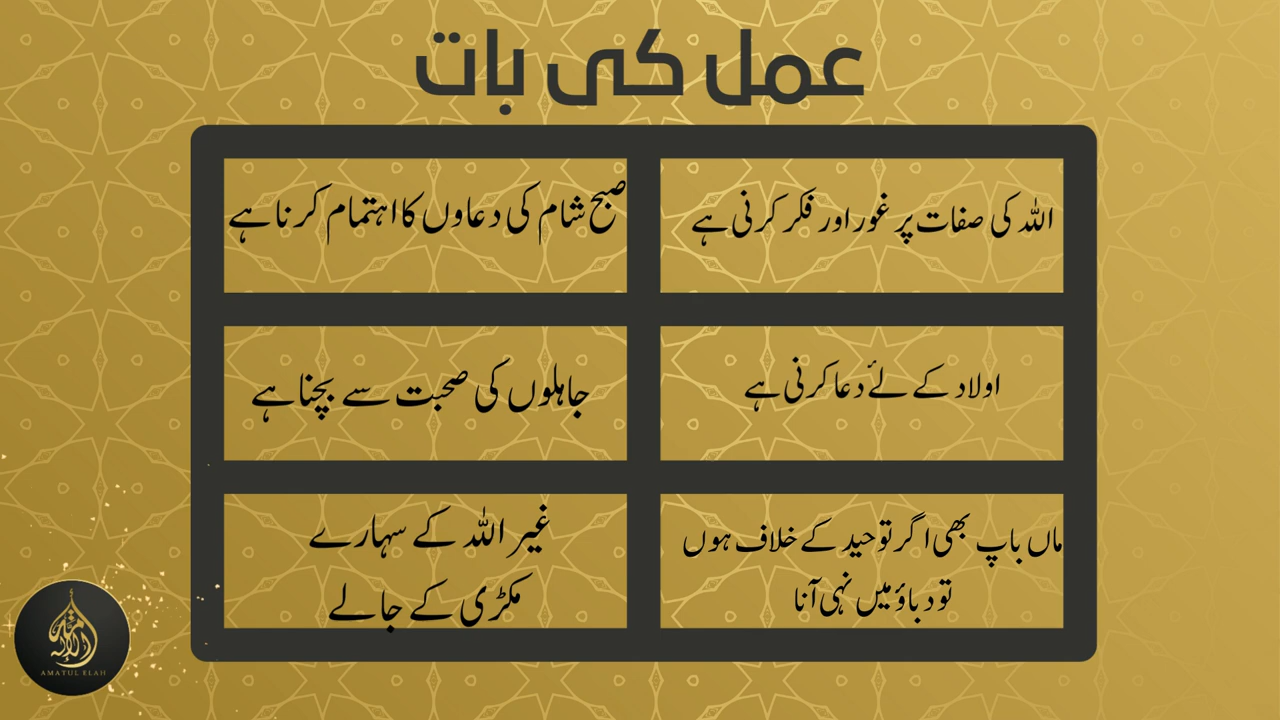 عمل کی بات
اللہ کی صفات پر غور اور فکر کرنی ہے
صبح شام کی دعاوں کا اہتمام کرنا ہے
اولاد کے لئے دعا کرنی ہے
جاہلوں کی صحبت سے بچنا ہے
ماں باپ بھی اگر توحید کے خلاف ہوں
تو دباؤ میں نہی آنا
غیر اللہ کے سہارے
مکڑی کے جالے
AMATUL ELAH